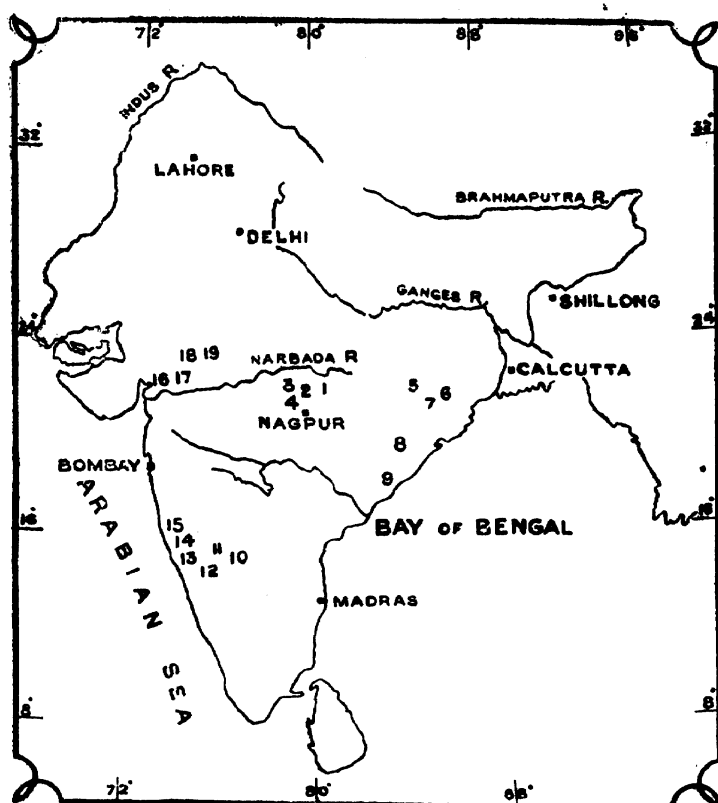 72° 80° 88° 96°
INDUS R.
32° 32°
LAHORE
BRAHMAPUTRA R.
DELHI
GANGES R
SHILLONG
24° 24°
18 19
NARBADA R
16 17
CALCUTTA
3 2 1
5 6
4
7
NAGPUR
8
BOMBAY
9
ARABIAN SEA
16° 16°
15
BAY OF BENGAL
14
11
13 10
12
MADRAS
8° 8°
72° 80° 68°